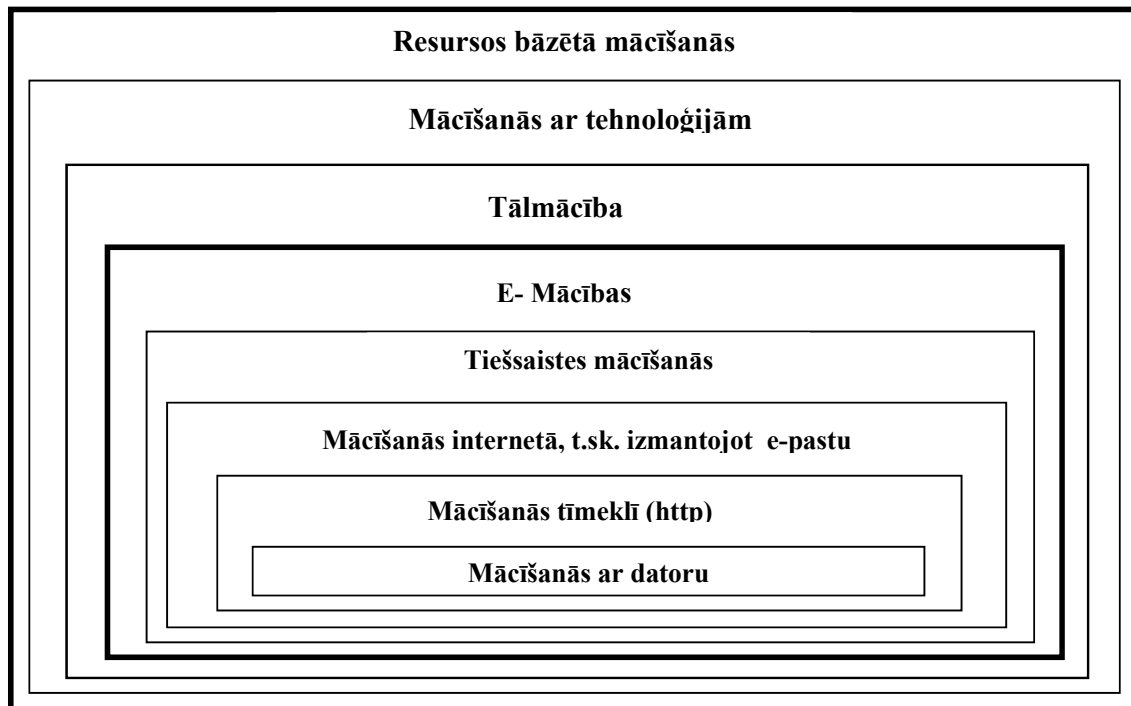 Resursos bāzētā mācīšanās
Mācīšanās ar tehnoloģijām
Tālmācība
E- Mācības
Tiešsaistes mācīšanās
Mācīšanās internetā, t.sk. izmantojot e-pastu
Mācīšanās tīmeklī (http)
Mācīšanās ar datoru